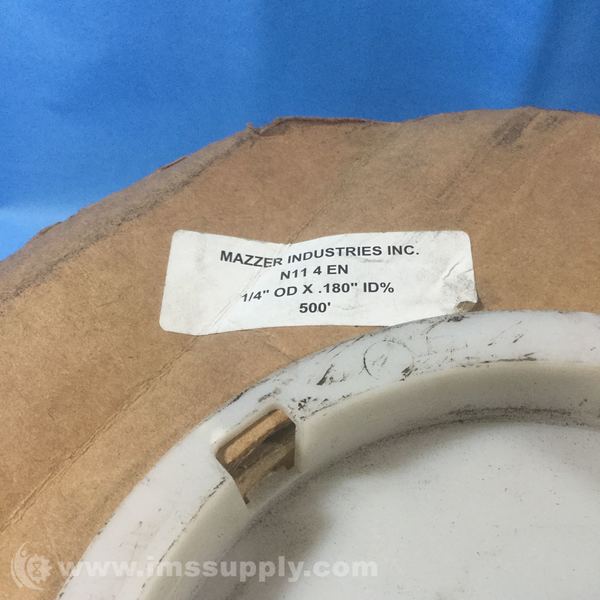 MAZZER INDUSTRIES INC.
N11 4 EN
1/4" OD X .180" ID%
500'
www.imssupply.com